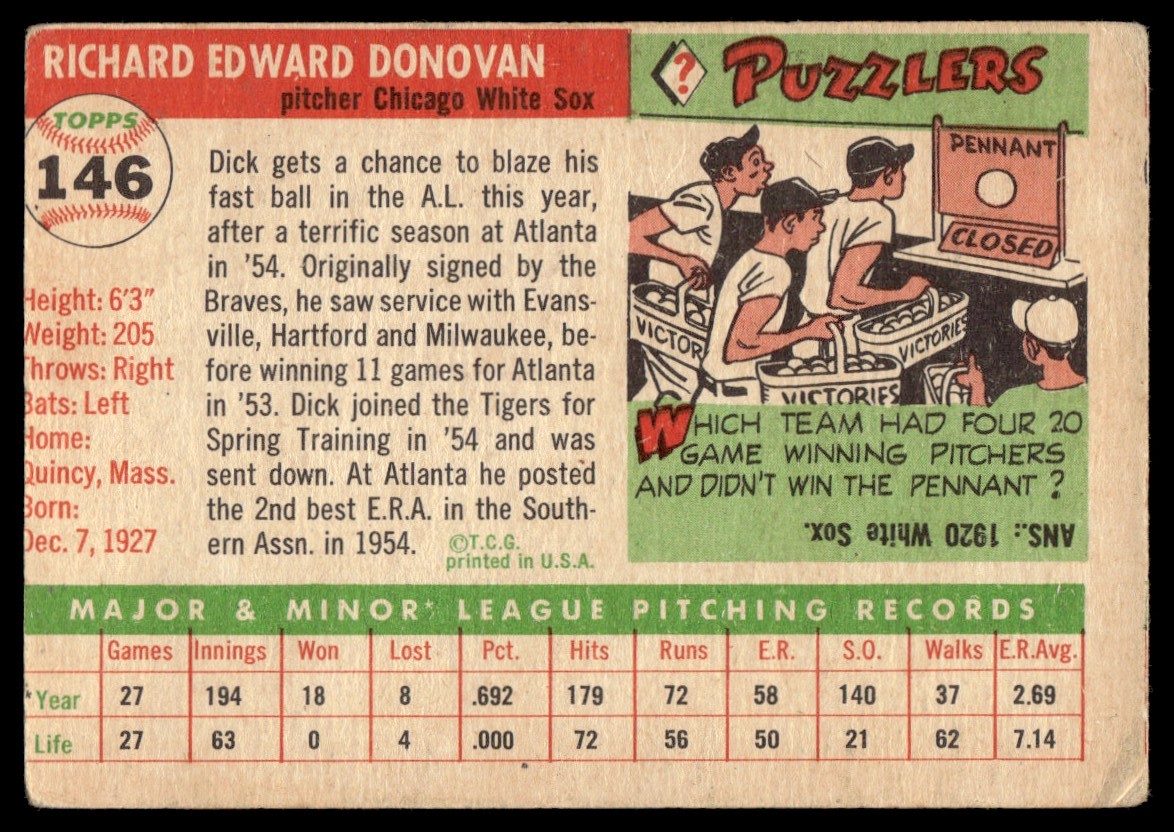 RICHARD EDWARD DONOVAN
pitcher Chicago White Sox
TOPPS
146
Height: 6'3"
Weight: 205
Throws: Right
Bats: Left
Home:
Quincy, Mass.
Born:
Dec. 7, 1927
Dick gets a chance to blaze his
fast ball in the A.L. this year,
after a terrific season at Atlanta
in '54. Originally signed by the
Braves, he saw service with Evans-
ville, Hartford and Milwaukee, be-
fore winning 11 games for Atlanta
in '53. Dick joined the Tigers for
Spring Training in '54 and was
sent down. At Atlanta he posted
the 2nd best E.R.A. in the South-
ern Assn. in 1954.
©T.C.G.
printed in U.S.A.
? PUZZLERS
PENNANT
CLOSED
VICTOR
VICTORIES
VICTORIES
WHICH TEAM HAD FOUR 20
GAME WINNING PITCHERS
AND DIDN'T WIN THE PENNANT ?
ANS.: 1920 White Sox.
MAJOR & MINOR* LEAGUE PITCHING RECORDS
Games Innings Won Lost Pct. Hits Runs E.R. S.O. Walks E.R.Avg.
*Year 27 194 18 8 .692 179 72 58 140 37 2.69
Life 27 63 0 4 .000 72 56 50 21 62 7.14